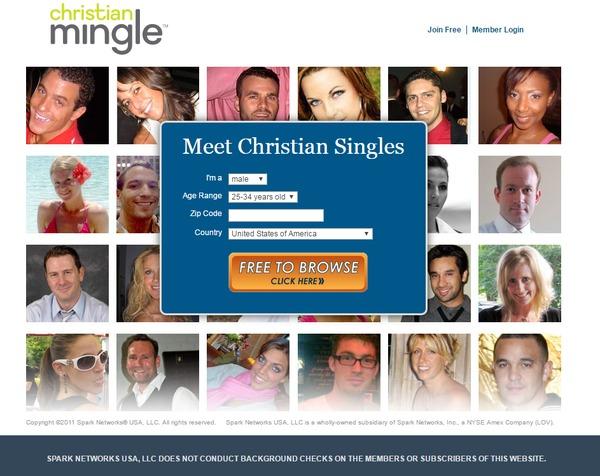 christian
mingle™
Join Free | Member Login
Meet Christian Singles
I'm a male
Age Range 25-34 years old
Zip Code
Country United States of America
FREE TO BROWSE
CLICK HERE »
Copyright ©2011 Spark Networks® USA, LLC. All rights reserved. Spark Networks USA, LLC is a wholly-owned subsidiary of Spark Networks, Inc., a NYSE Amex Company (LOV).
SPARK NETWORKS USA, LLC DOES NOT CONDUCT BACKGROUND CHECKS ON THE MEMBERS OR SUBSCRIBERS OF THIS WEBSITE.